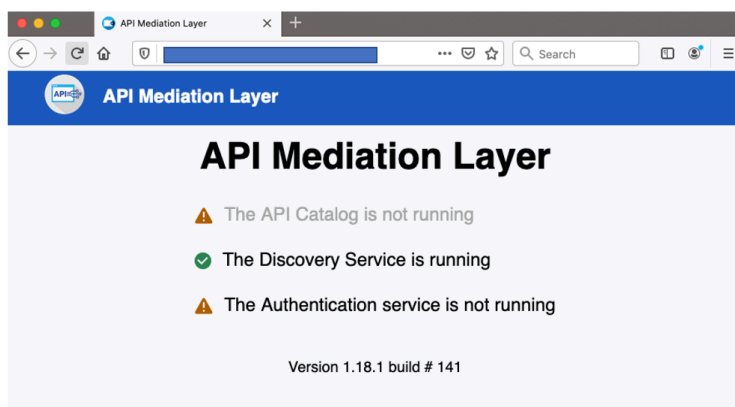 API Mediation Layer
Search
API
API Mediation Layer
API Mediation Layer
The API Catalog is not running
The Discovery Service is running
The Authentication service is not running
Version 1.18.1 build # 141